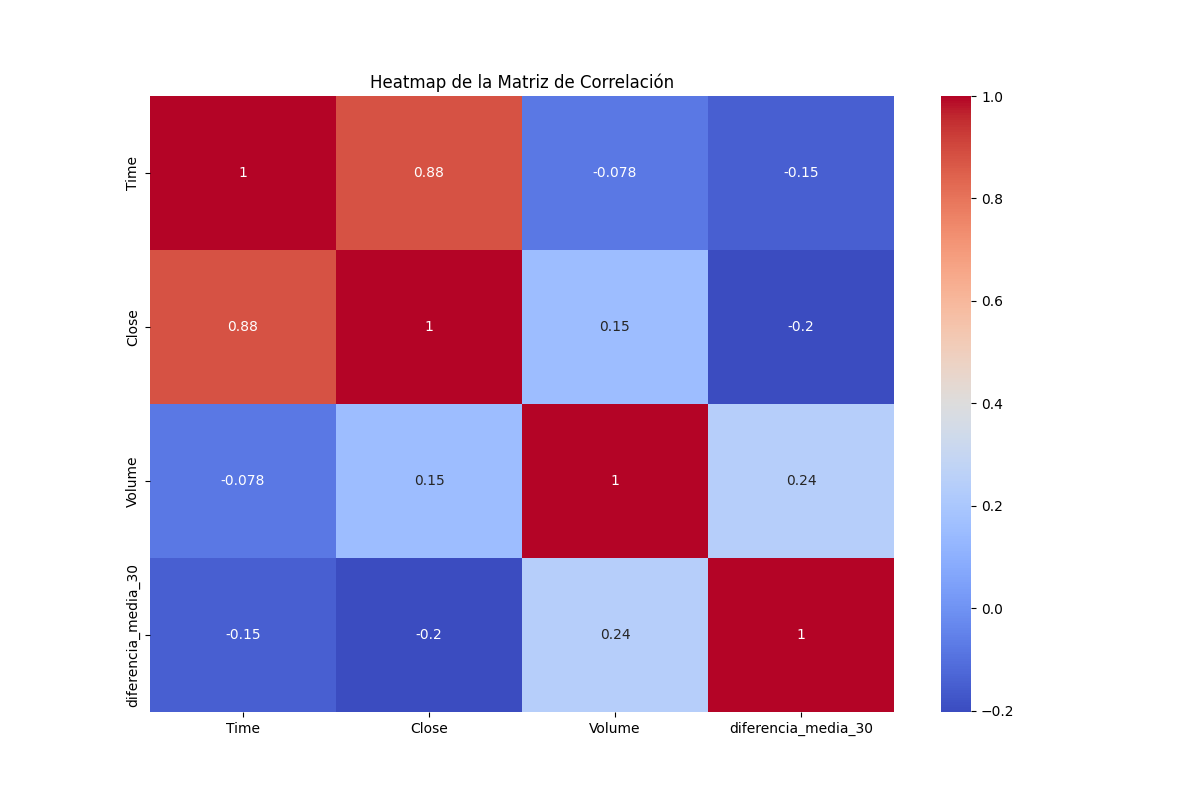 Heatmap de la Matriz de Correlación
Time 1 0.88 -0.078 -0.15
Close 0.88 1 0.15 -0.2
Volume -0.078 0.15 1 0.24
diferencia_media_30 -0.15 -0.2 0.24 1
Time Close Volume diferencia_media_30
1.0
0.8
0.6
0.4
0.2
0.0
−0.2